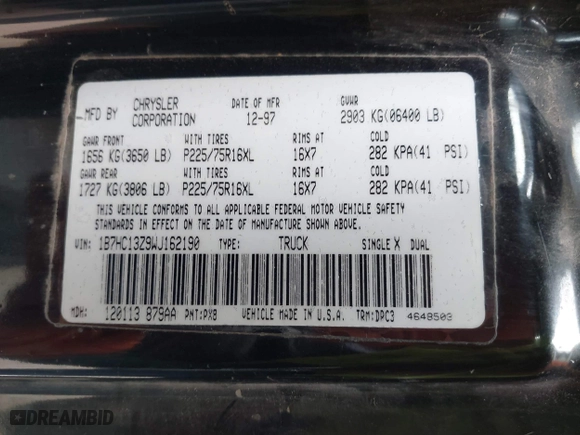 MFD BY CHRYSLER CORPORATION DATE OF MFR 12-97 GVWR 2903 KG(06400 LB)
GAWR FRONT WITH TIRES RIMS AT COLD
1656 KG(3650 LB) P225/75R16XL 16X7 282 KPA(41 PSI)
GAWR REAR WITH TIRES RIMS AT COLD
1727 KG(3806 LB) P225/75R16XL 16X7 282 KPA(41 PSI)
THIS VEHICLE CONFORMS TO ALL APPLICABLE FEDERAL MOTOR VEHICLE SAFETY
STANDARDS IN EFFECT ON THE DATE OF MANUFACTURE SHOWN ABOVE.
VIN: 1B7HC13Z9WJ162190 TYPE: TRUCK SINGLE X DUAL
MDH: 120113 879AA PNT:PX8 VEHICLE MADE IN U.S.A. TRM:DPC3 4648503
DREAMBID